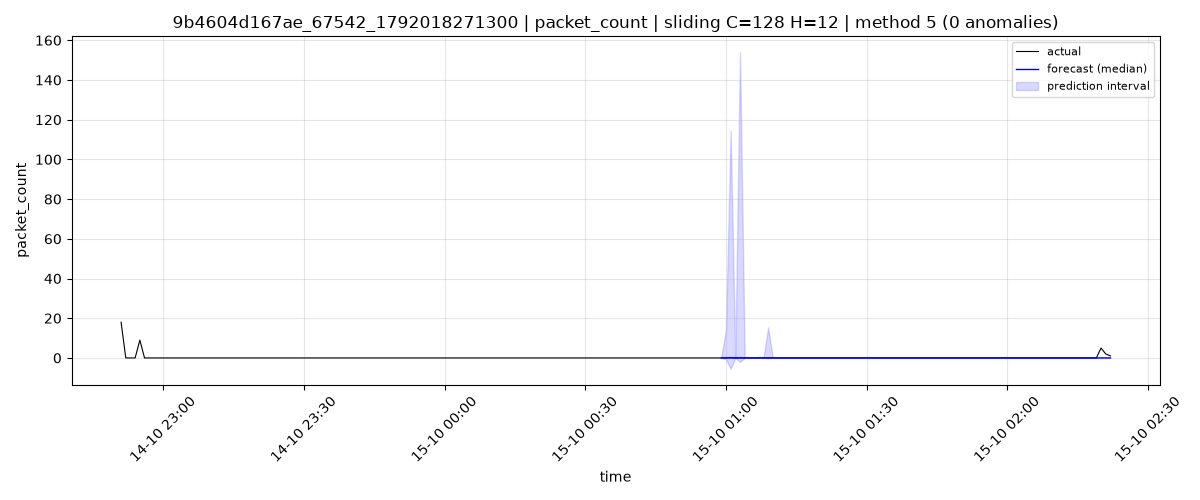 9b4604d167ae_67542_1792018271300 | packet_count | sliding C=128 H=12 | method 5 (0 anomalies)
actual
forecast (median)
prediction interval
packet_count
160
140
120
100
80
60
40
20
0
14-10 23:00
14-10 23:30
15-10 00:00
15-10 00:30
15-10 01:00
15-10 01:30
15-10 02:00
15-10 02:30
time